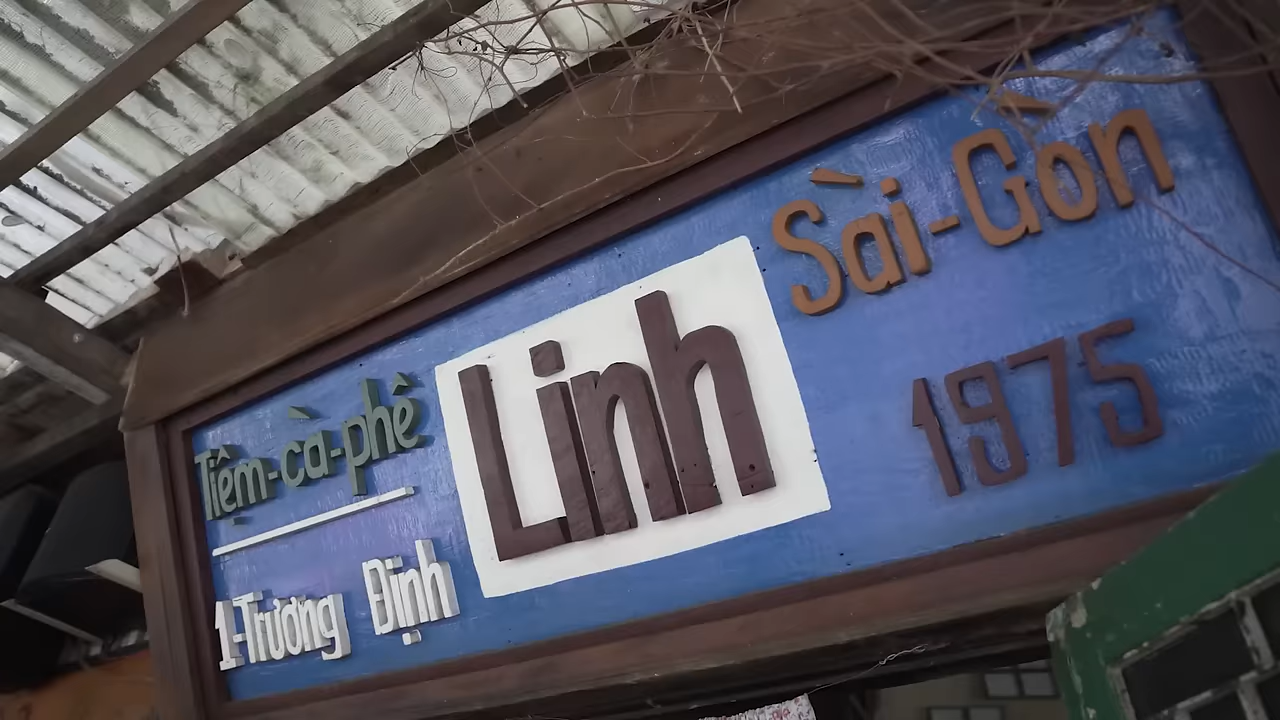 Tiệm-cà-phê
1-Trương Định
Linh
Sài-Gòn
1975